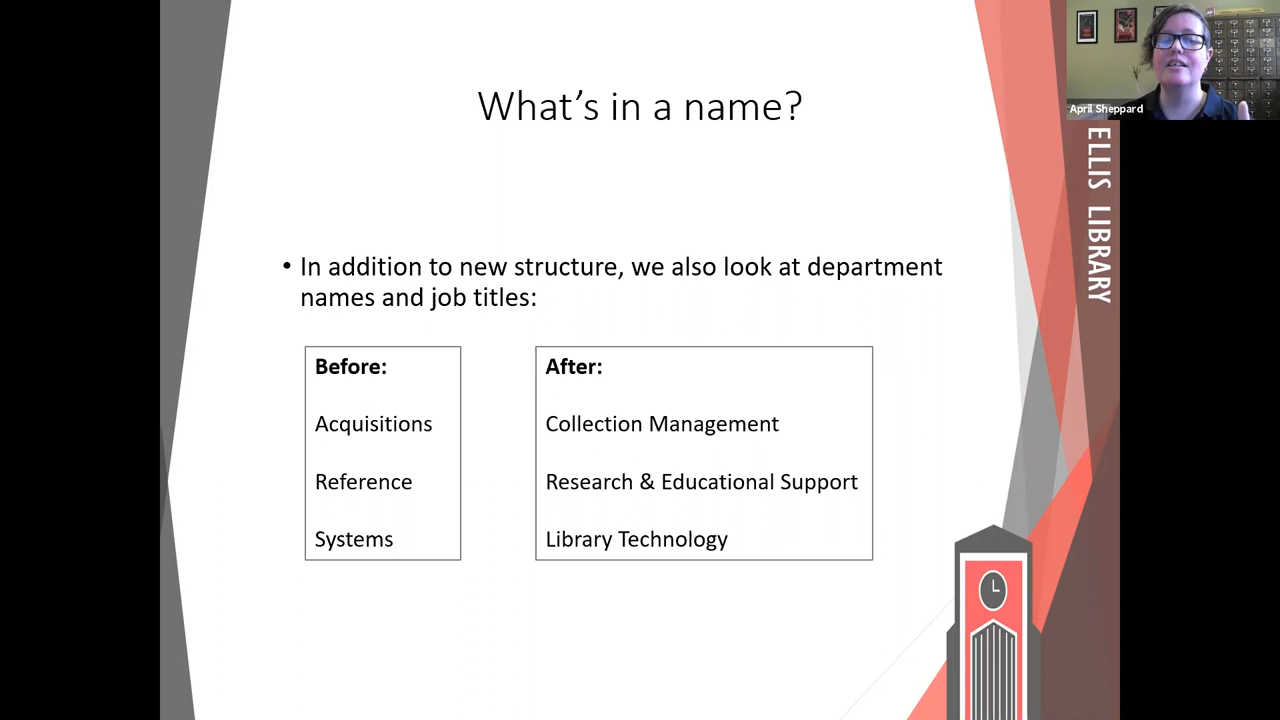 What's in a name?
April Sheppard
ELLIS LIBRARY
• In addition to new structure, we also look at department
names and job titles:
Before:
Acquisitions
Reference
Systems
After:
Collection Management
Research & Educational Support
Library Technology